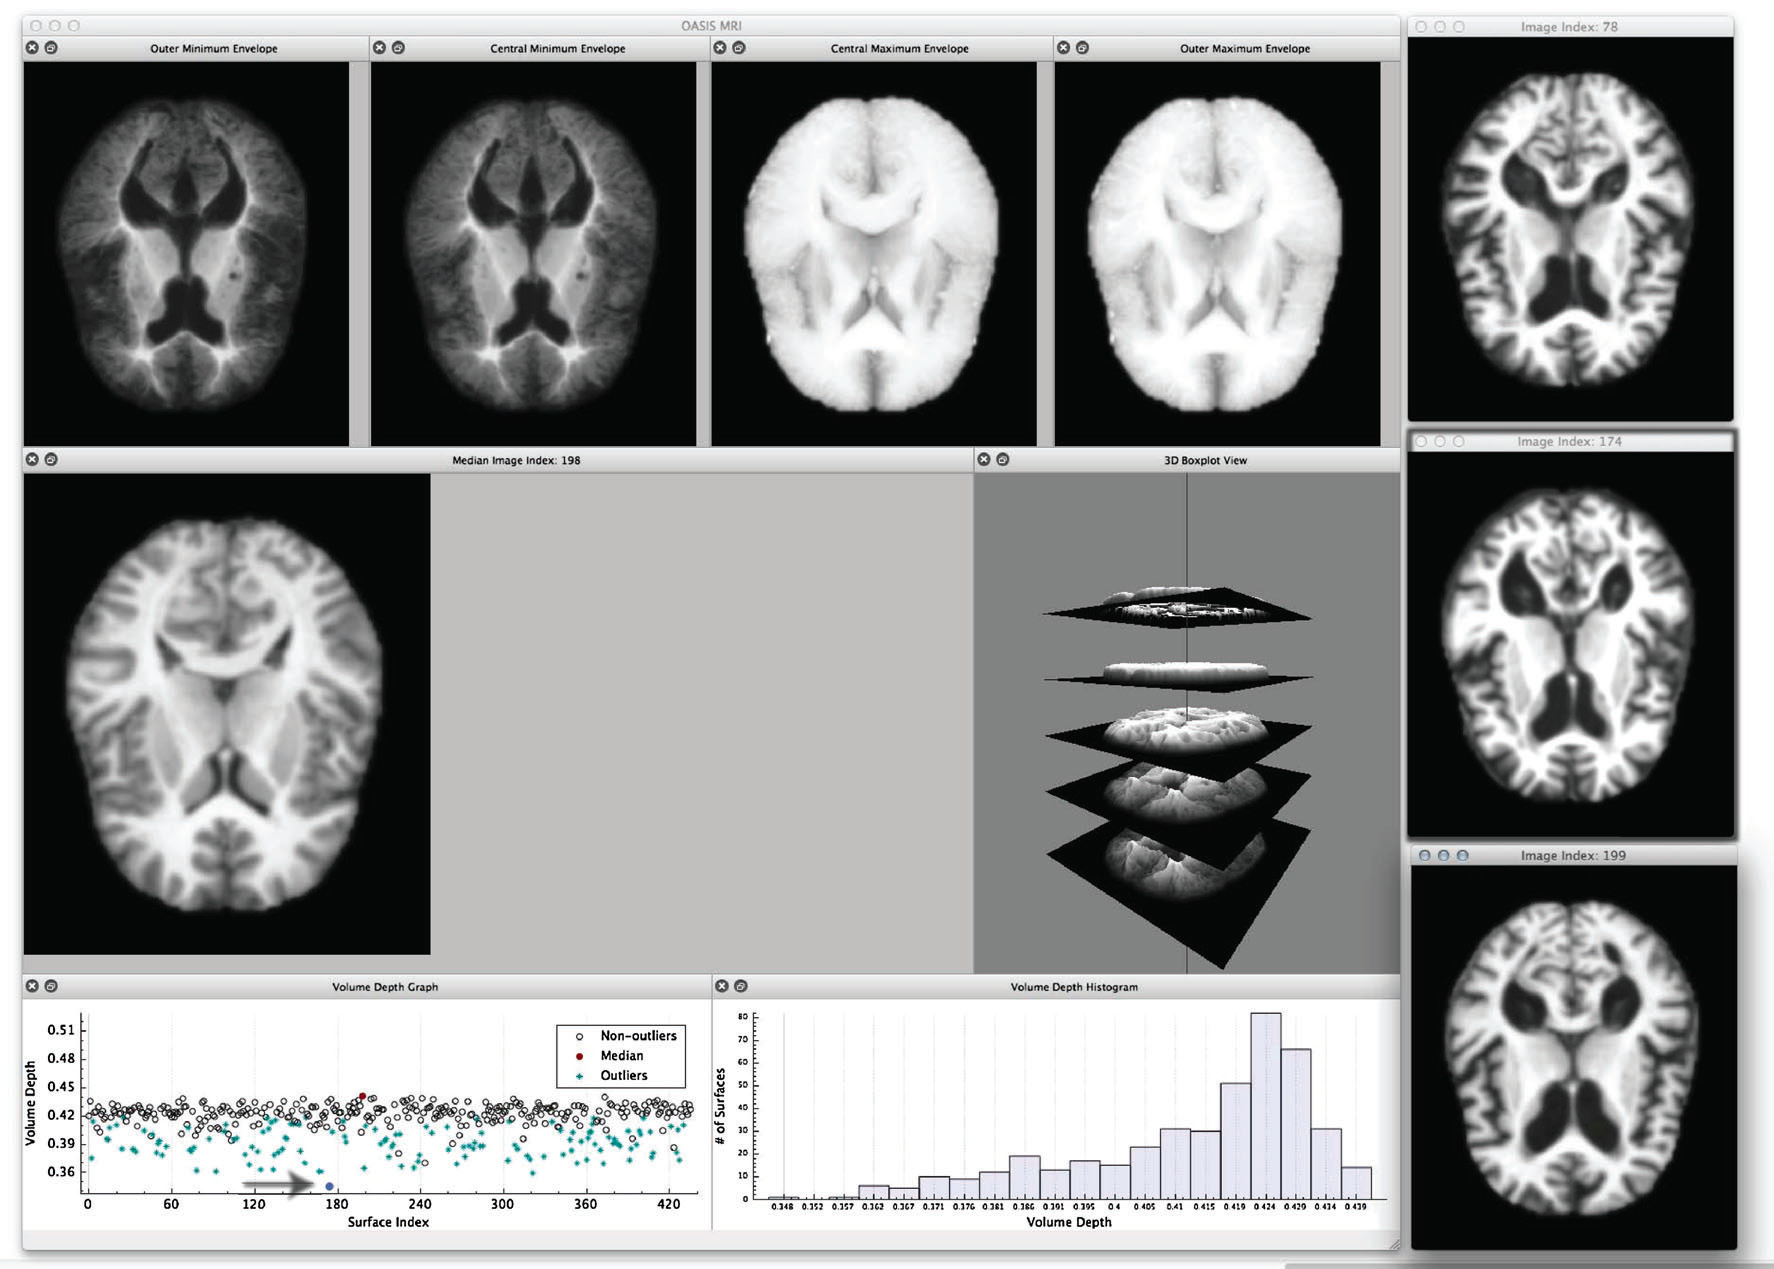 OASIS MRI
Outer Minimum Envelope
Central Minimum Envelope
Central Maximum Envelope
Outer Maximum Envelope
Image Index: 78
Median Image Index: 198
3D Boxplot View
Image Index: 174
Image Index: 199
Volume Depth Graph
Volume Depth
0.51
0.48
0.45
0.42
0.39
0.36
Non-outliers
Median
Outliers
0 60 120 180 240 300 360 420
Surface Index
Volume Depth Histogram
# of Surfaces
80
70
60
50
40
30
20
10
0
0.348 0.352 0.357 0.362 0.367 0.371 0.376 0.381 0.386 0.391 0.395 0.4 0.405 0.41 0.415 0.419 0.424 0.429 0.434 0.439
Volume Depth